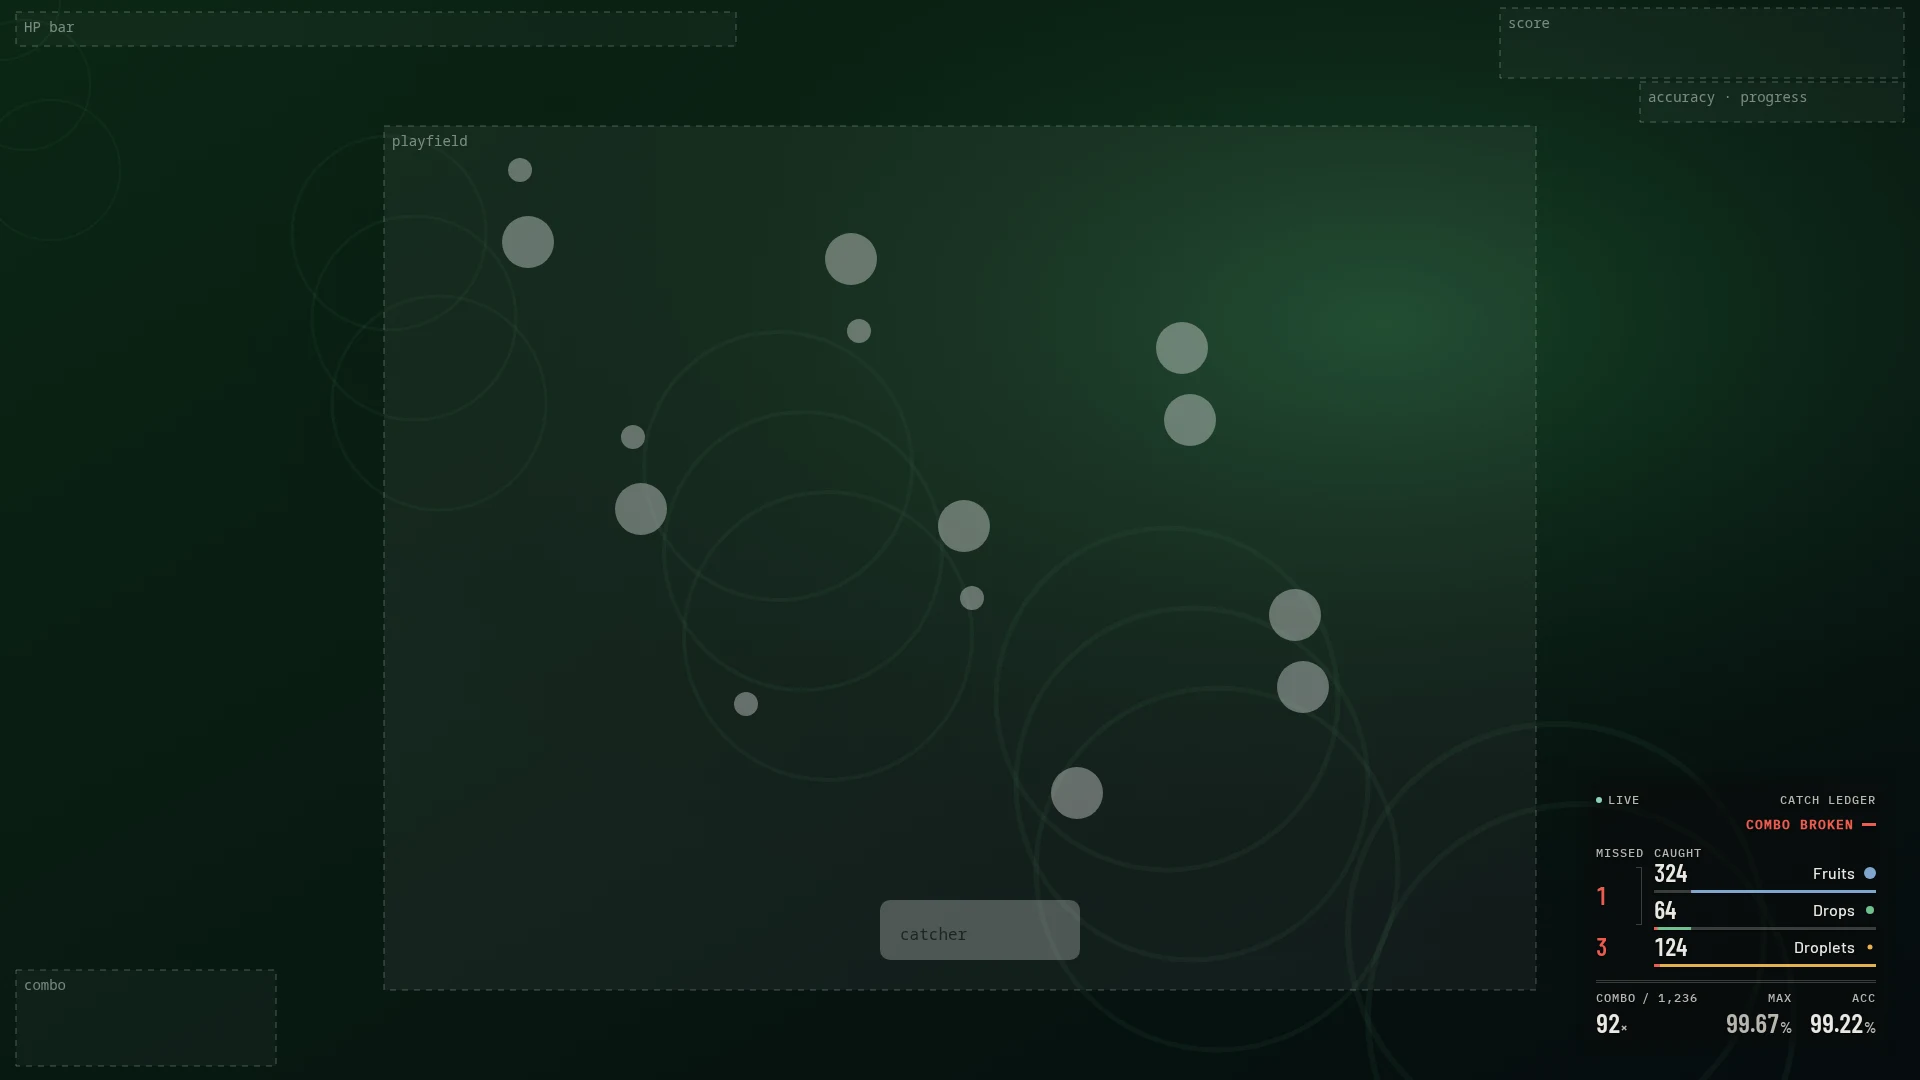 HP bar
score
accuracy · progress
playfield
catcher
combo
LIVE
CATCH LEDGER
COMBO BROKEN
MISSED CAUGHT
324 Fruits
1
64 Drops
3 124 Droplets
COMBO / 1,236 MAX ACC
92× 99.67% 99.22%